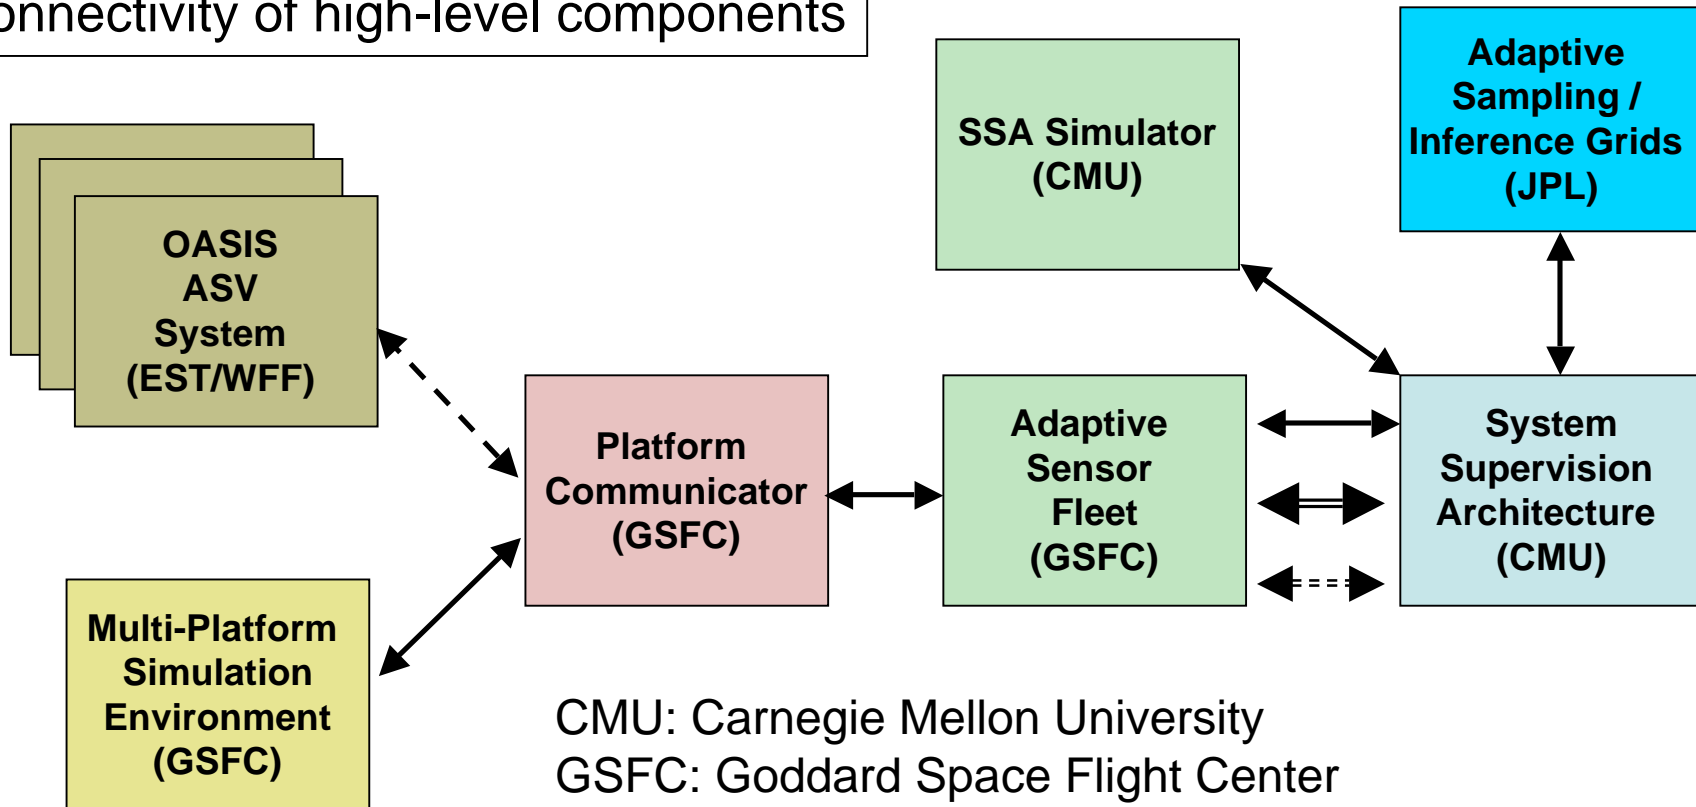 onnectivity of high-level components
SSA Simulator
(CMU)
Adaptive
Sampling /
Inference Grids
(JPL)
OASIS
ASV
System
(EST/WFF)
Platform
Communicator
(GSFC)
Adaptive
Sensor
Fleet
(GSFC)
System
Supervision
Architecture
(CMU)
Multi-Platform
Simulation
Environment
(GSFC)
CMU: Carnegie Mellon University
GSFC: Goddard Space Flight Center